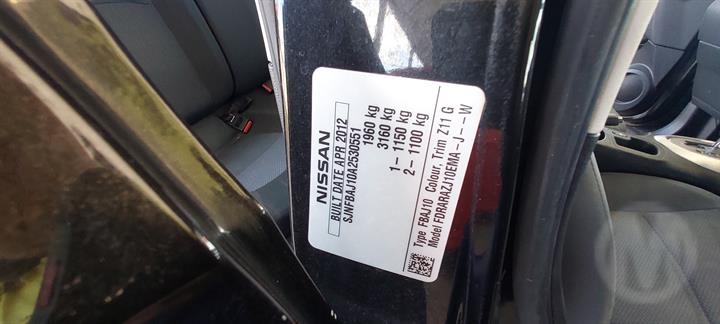 NISSAN
BUILT DATE APR 2012
SJNFBAJ10A2530551
1960 kg
3160 kg
1- 1150 kg
2- 1100 kg
Type FBAJ10 Colour, Trim Z11 G
Model FDRARAZJ10EMA-J--W